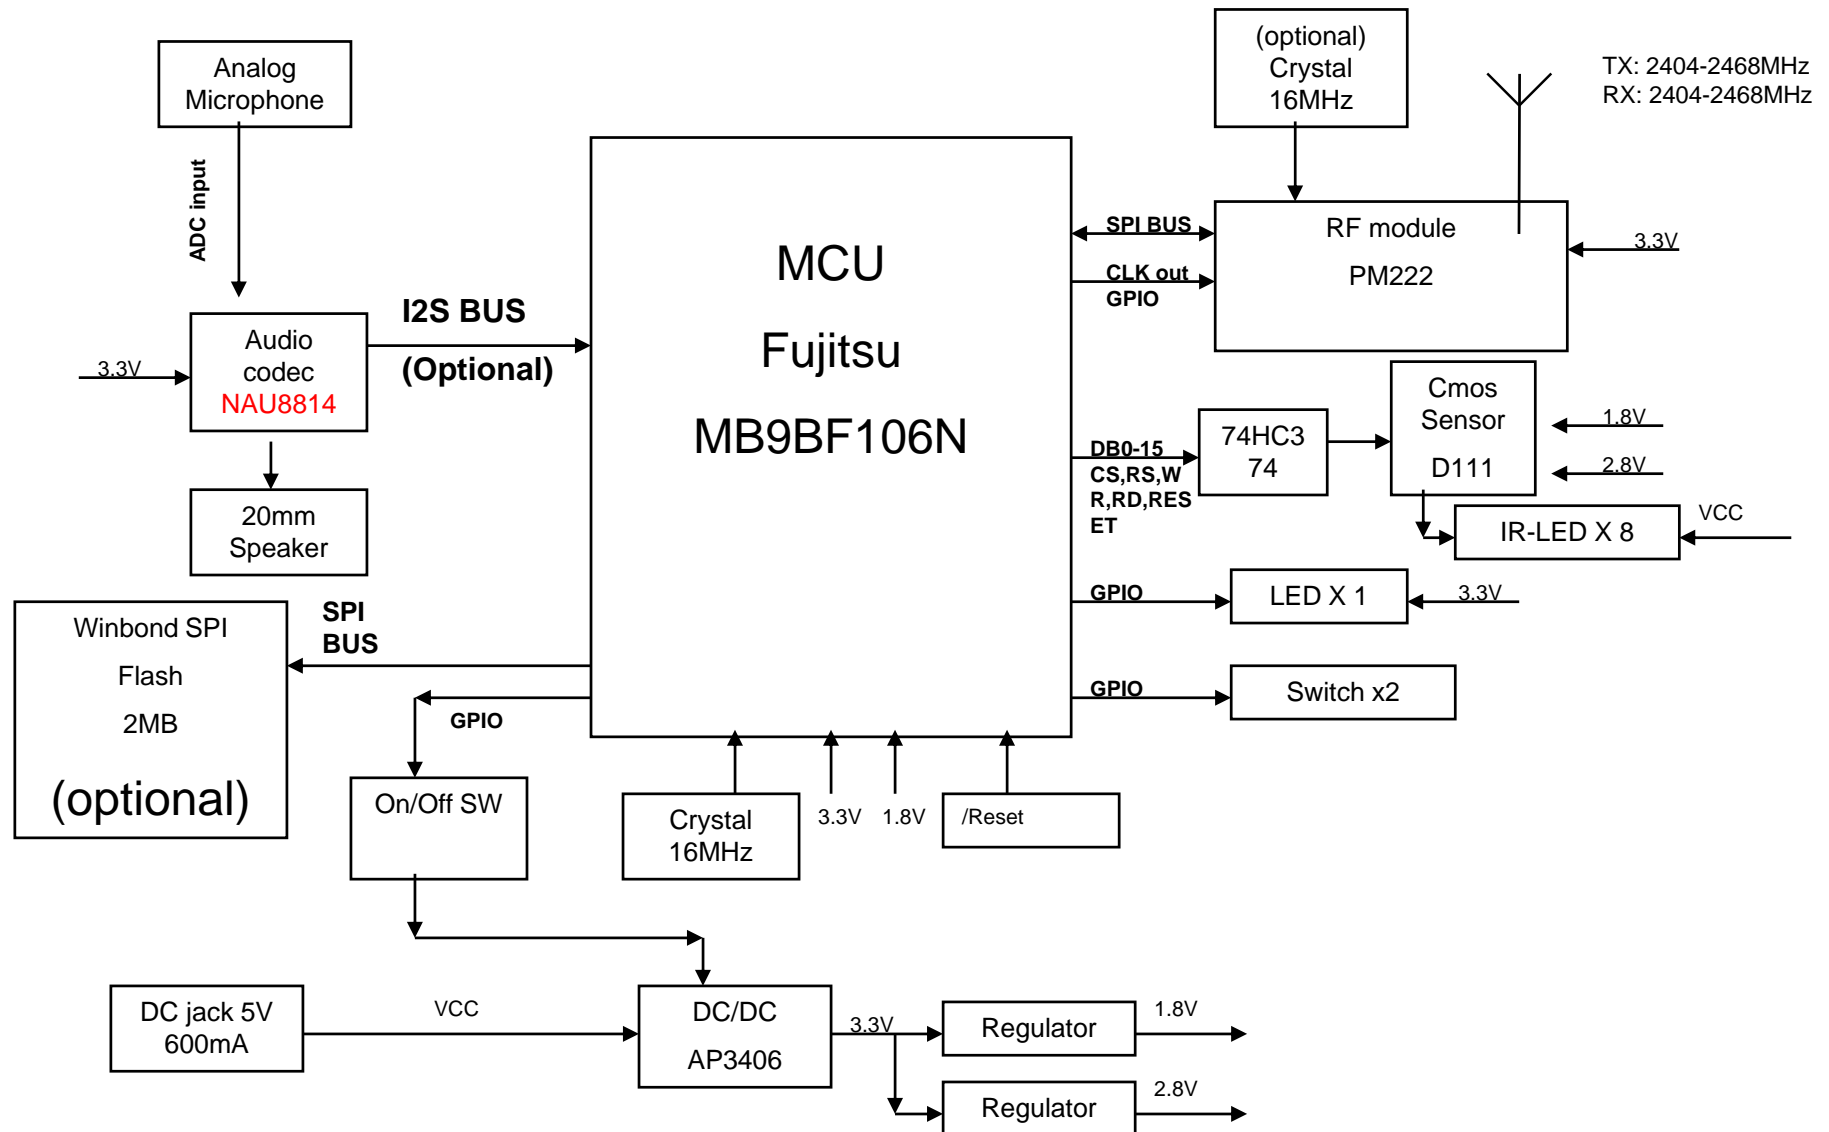 Analog
Microphone
(optional)
Crystal
16MHz
TX: 2404-2468MHz
RX: 2404-2468MHz
ADC input
MCU
Fujitsu
MB9BF106N
SPI BUS
CLK out
GPIO
RF module
PM222
3.3V
I2S BUS
(Optional)
3.3V
Audio
codec
NAU8814
Cmos
Sensor
D111
1.8V
2.8V
DB0-15
CS,RS,W
R,RD,RES
ET
74HC3
74
20mm
Speaker
IR-LED X 8
VCC
GPIO
LED X 1
3.3V
Winbond SPI
Flash
2MB
(optional)
SPI
BUS
GPIO
GPIO
Switch x2
On/Off SW
Crystal
16MHz
3.3V
1.8V
/Reset
DC jack 5V
600mA
VCC
DC/DC
AP3406
3.3V
Regulator
1.8V
Regulator
2.8V